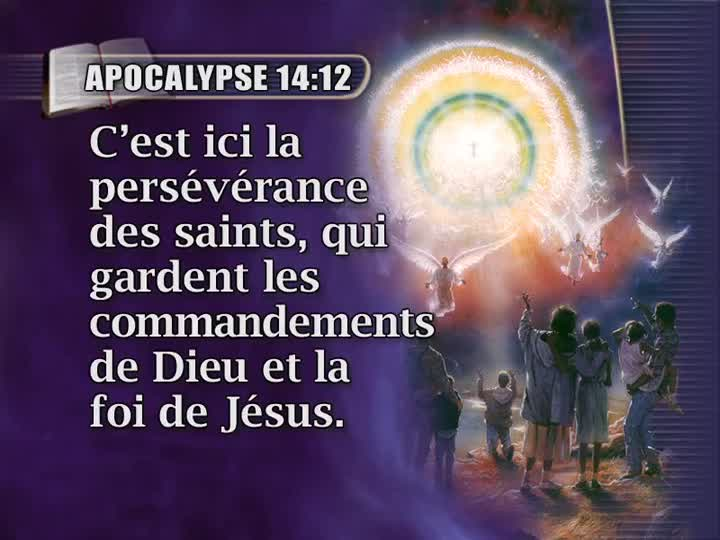 APOCALYPSE 14:12
C'est ici la
persévérance
des saints, qui
gardent les
commandements
de Dieu et la
foi de Jésus.